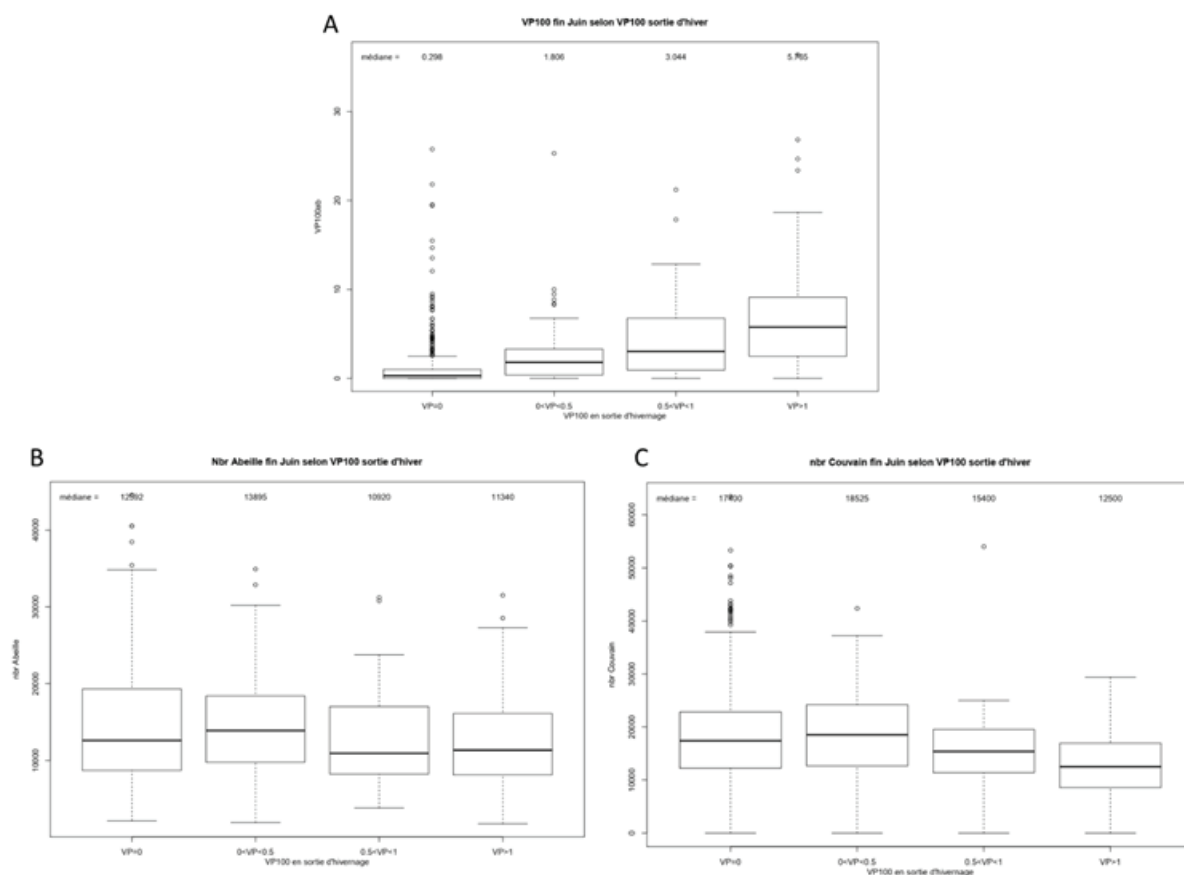 A
VP100 fin Juin selon VP100 sortie d'hiver
médiane = 0.298 1.806 3.044
30
20
10
0
VP100ab
VP=0 0<VP<0.5 0.5<VP<1 VP>1
VP100 en sortie d'hivernage
B
Nbr Abeille fin Juin selon VP100 sortie d'hiver
médiane = 13895 10920 11340
40000
30000
20000
10000
nbr Abeille
VP=0 0<VP<0.5 0.5<VP<1 VP>1
VP100 en sortie d'hivernage
C
nbr Couvain fin Juin selon VP100 sortie d'hiver
médiane = 18525 15400 12500
60000
50000
40000
30000
20000
10000
0
nbr Couvain
VP=0 0<VP<0.5 0.5<VP<1 VP>1
VP100 en sortie d'hivernage